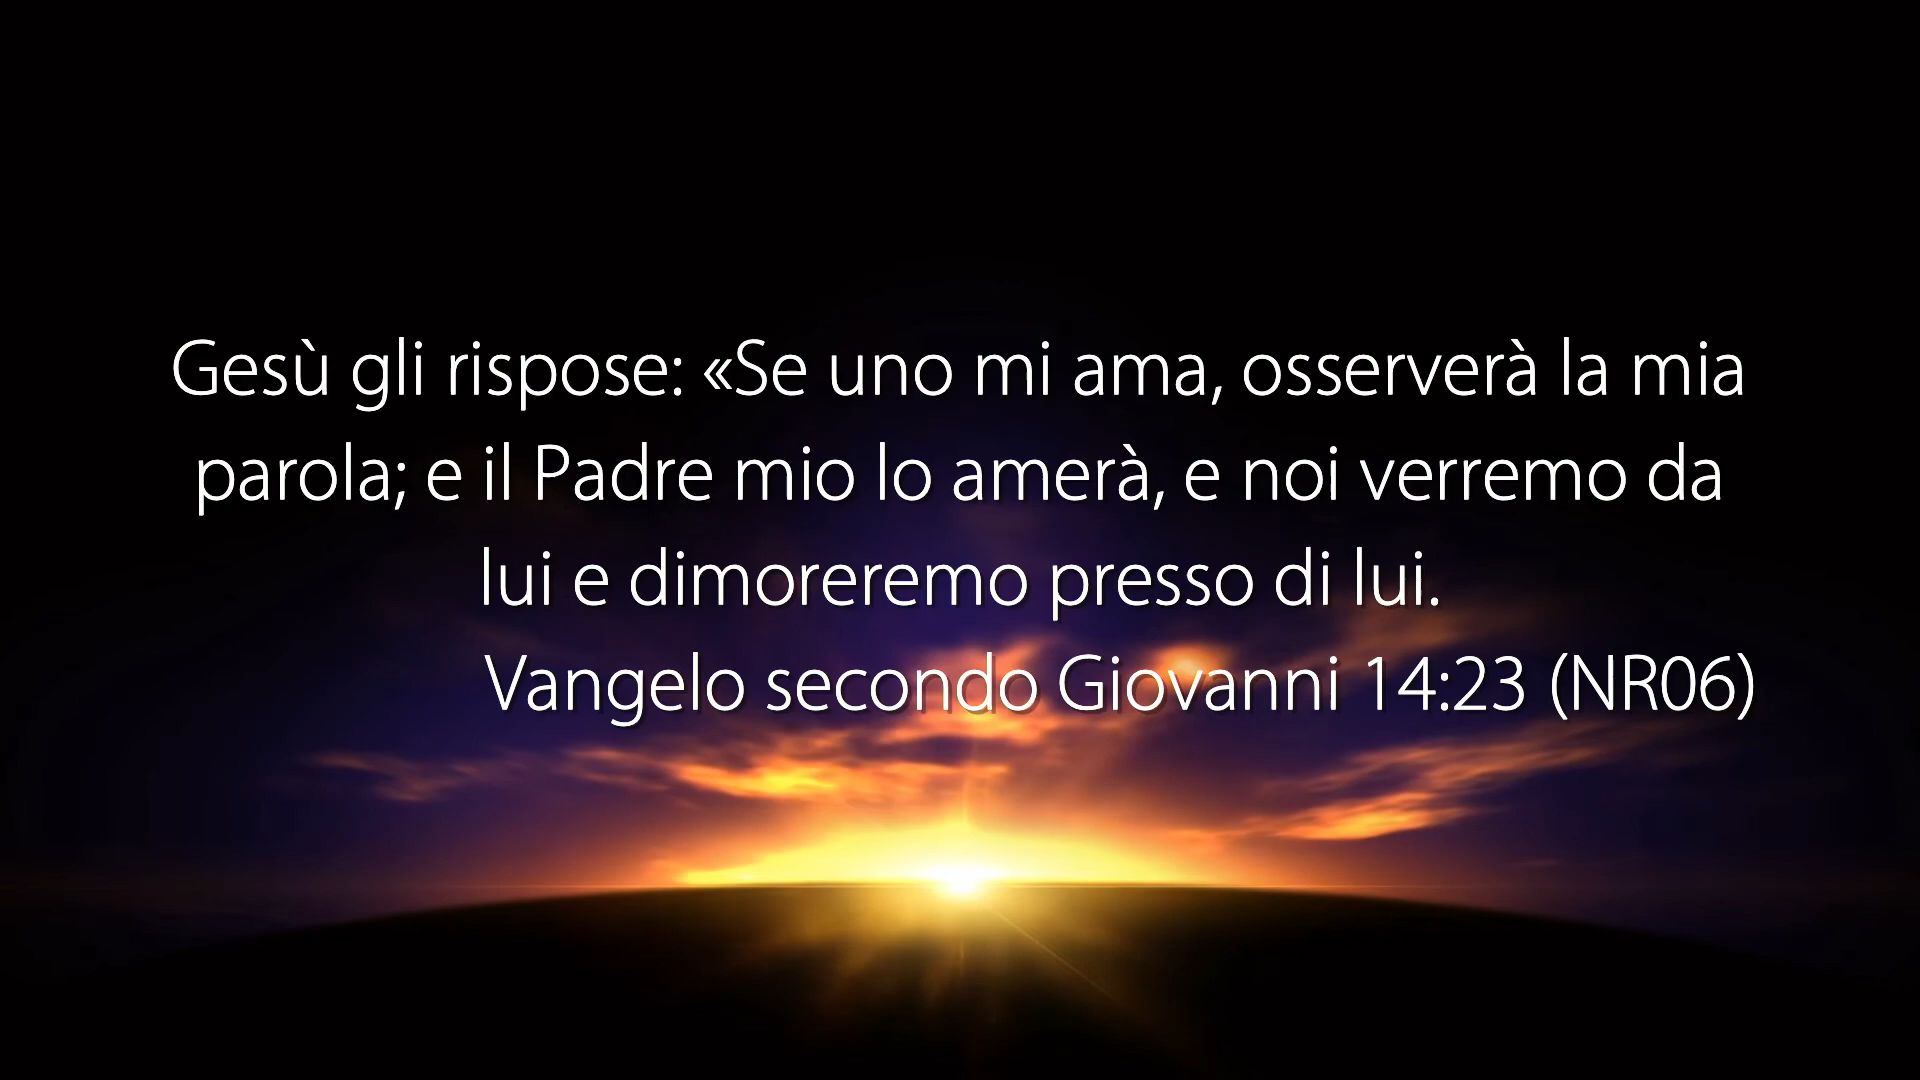 Gesù gli rispose: «Se uno mi ama, osserverà la mia
parola; e il Padre mio lo amerà, e noi verremo da
lui e dimoreremo presso di lui.
Vangelo secondo Giovanni 14:23 (NR06)